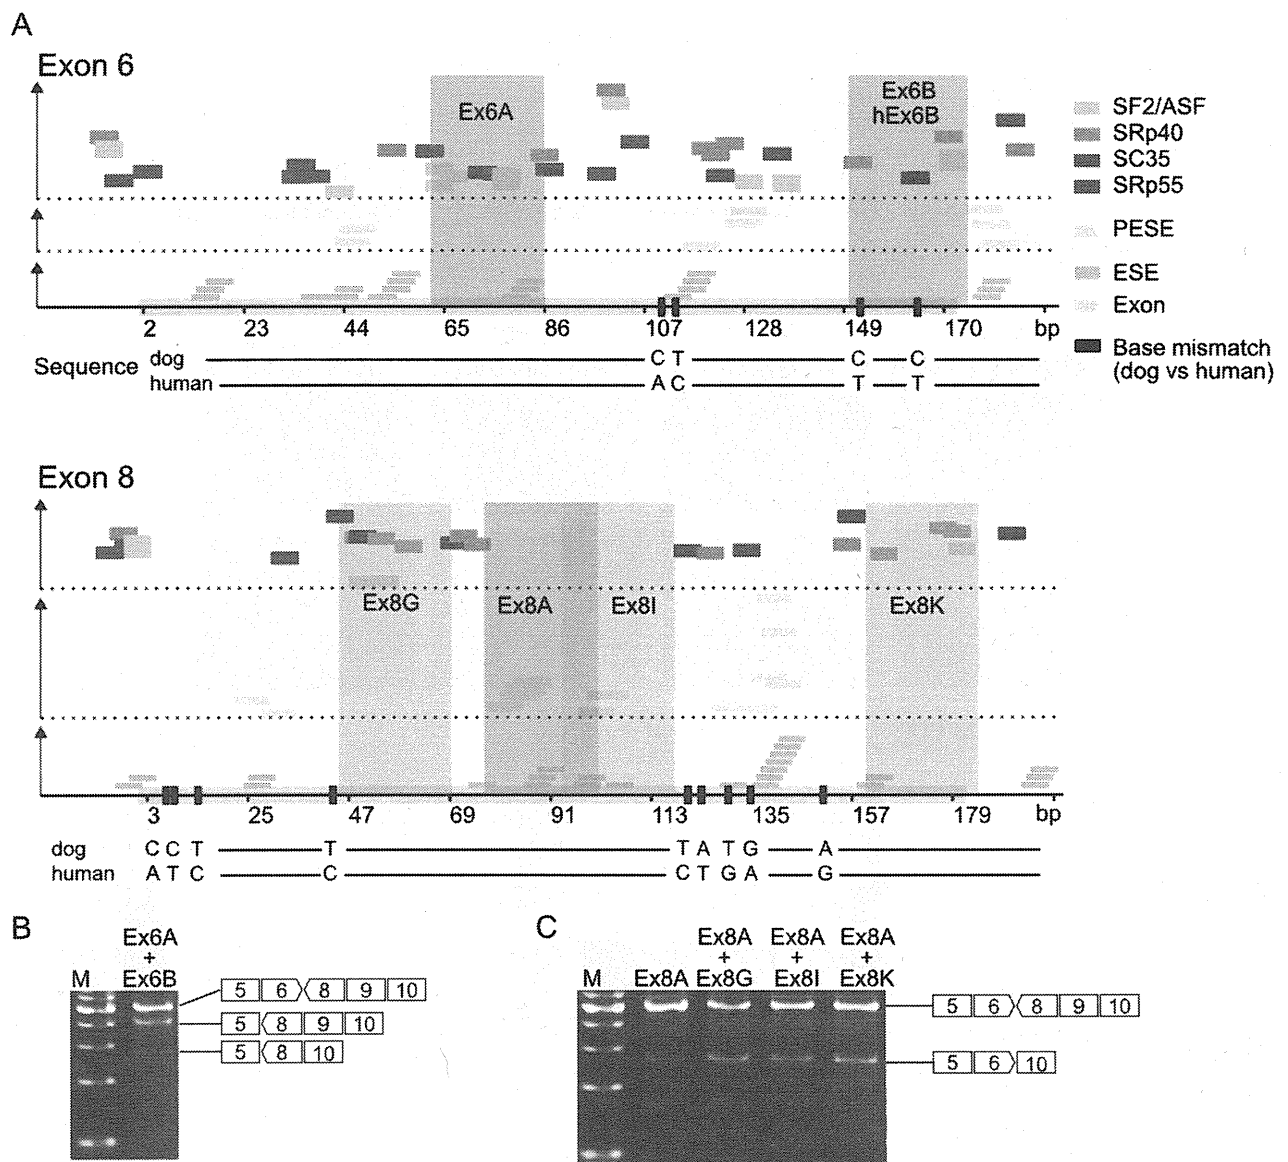 A
Exon 6
Ex6A
Ex6B
hEx6B
SF2/ASF
SRp40
SC35
SRp55
PESE
ESE
Exon
Base mismatch
(dog vs human)
2 23 44 65 86 107 128 149 170 bp
Sequence
dog C T C C
human A C T T
Exon 8
Ex8G Ex8A Ex8I Ex8K
3 25 47 69 91 113 135 157 179 bp
dog C C T T T A T G A
human A T C C C T G A G
B
Ex6A
+
M Ex6B
5 6 8 9 10
5 8 9 10
5 8 10
C
Ex8A Ex8A Ex8A
+ + +
M Ex8A Ex8G Ex8I Ex8K
5 6 8 9 10
5 6 10